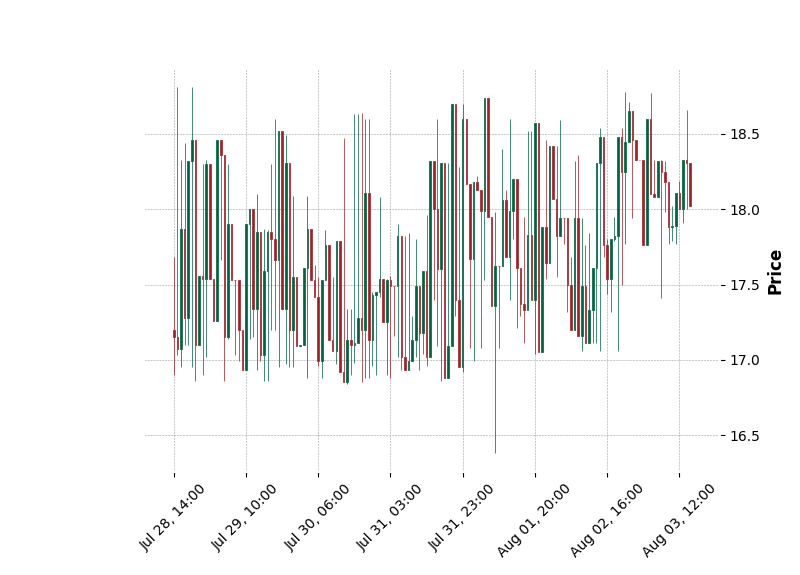 18.5
18.0
17.5
17.0
16.5
Price
Jul 28, 14:00
Jul 29, 10:00
Jul 30, 06:00
Jul 31, 03:00
Jul 31, 23:00
Aug 01, 20:00
Aug 02, 16:00
Aug 03, 12:00